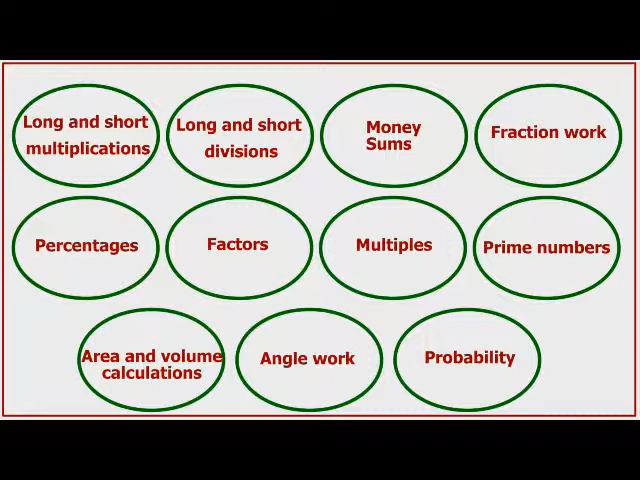 Long and short
multiplications
Long and short
divisions
Money
Sums
Fraction work
Percentages
Factors
Multiples
Prime numbers
Area and volume
calculations
Angle work
Probability